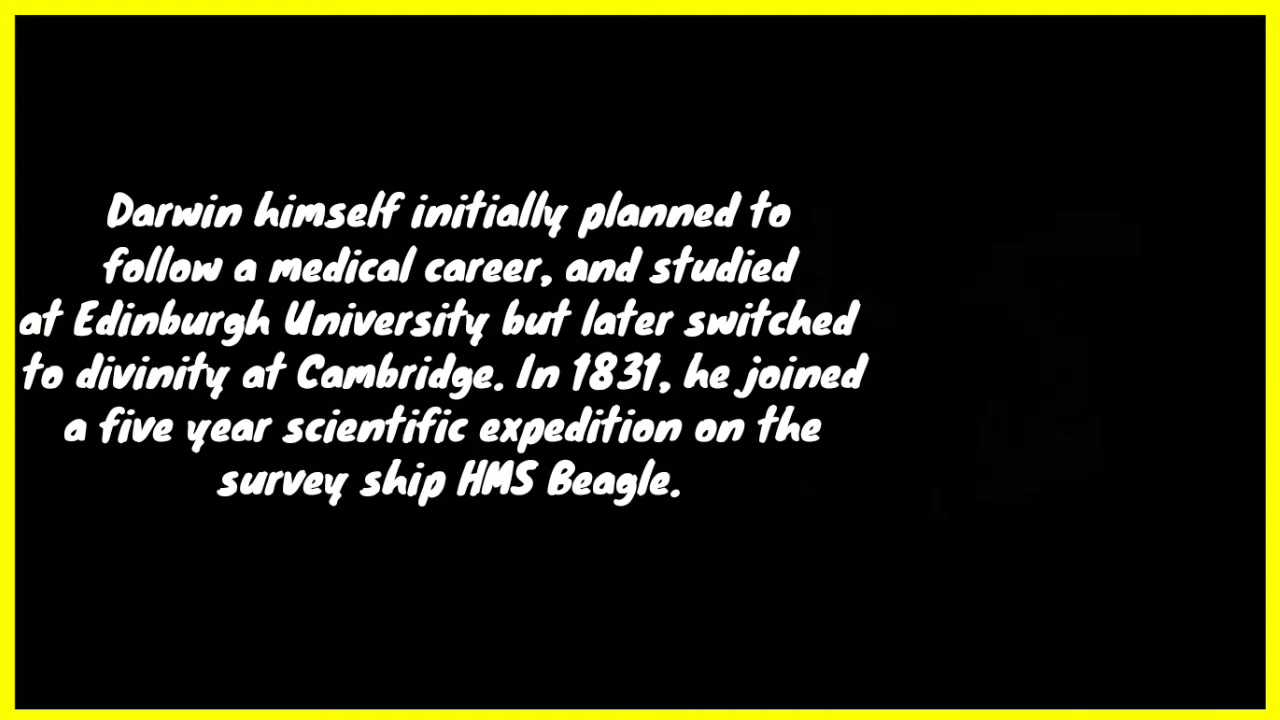 Darwin himself initially planned to
follow a medical career, and studied
at Edinburgh University but later switched
to divinity at Cambridge. In 1831, he joined
a five year scientific expedition on the
survey ship HMS Beagle.